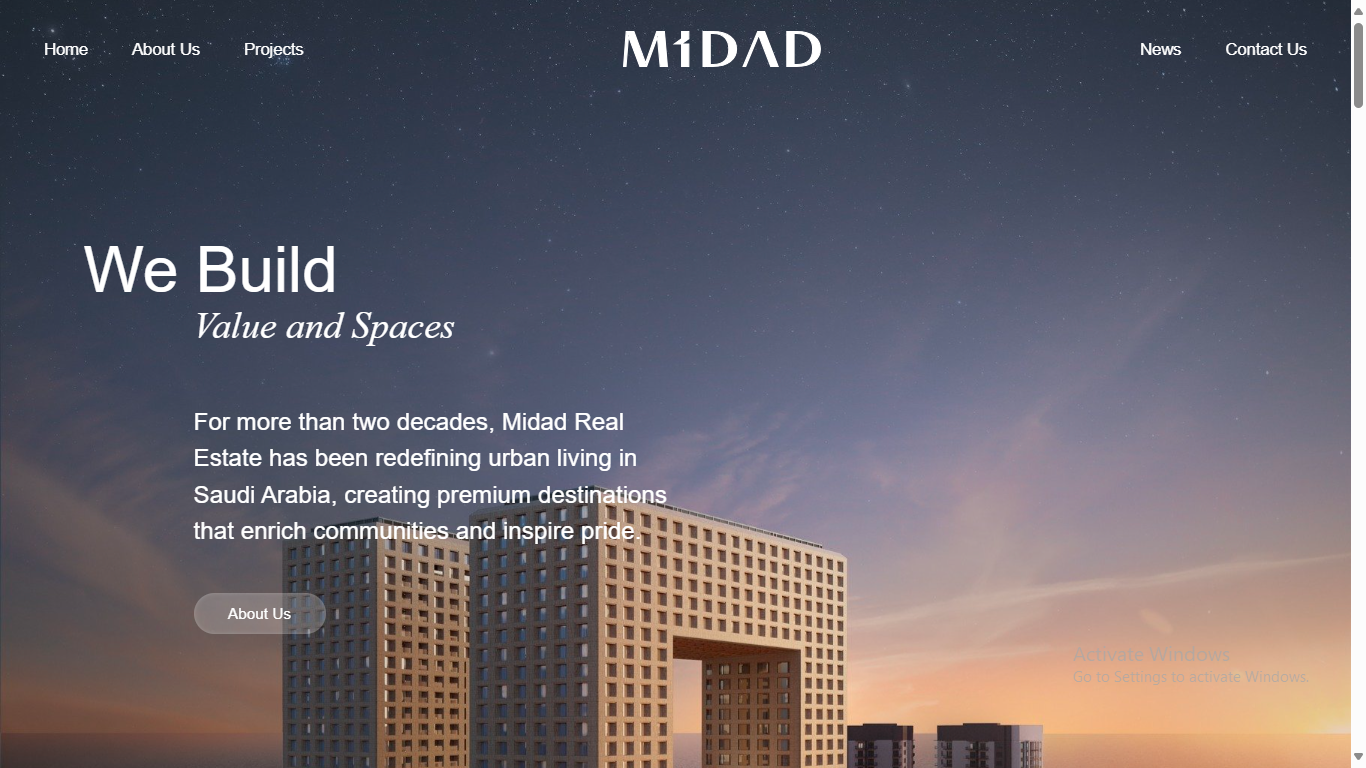 Home
About Us
Projects
MIDAD
News
Contact Us
We Build
Value and Spaces
For more than two decades, Midad Real
Estate has been redefining urban living in
Saudi Arabia, creating premium destinations
that enrich communities and inspire pride.
About Us
Activate Windows
Go to Settings to activate Windows.